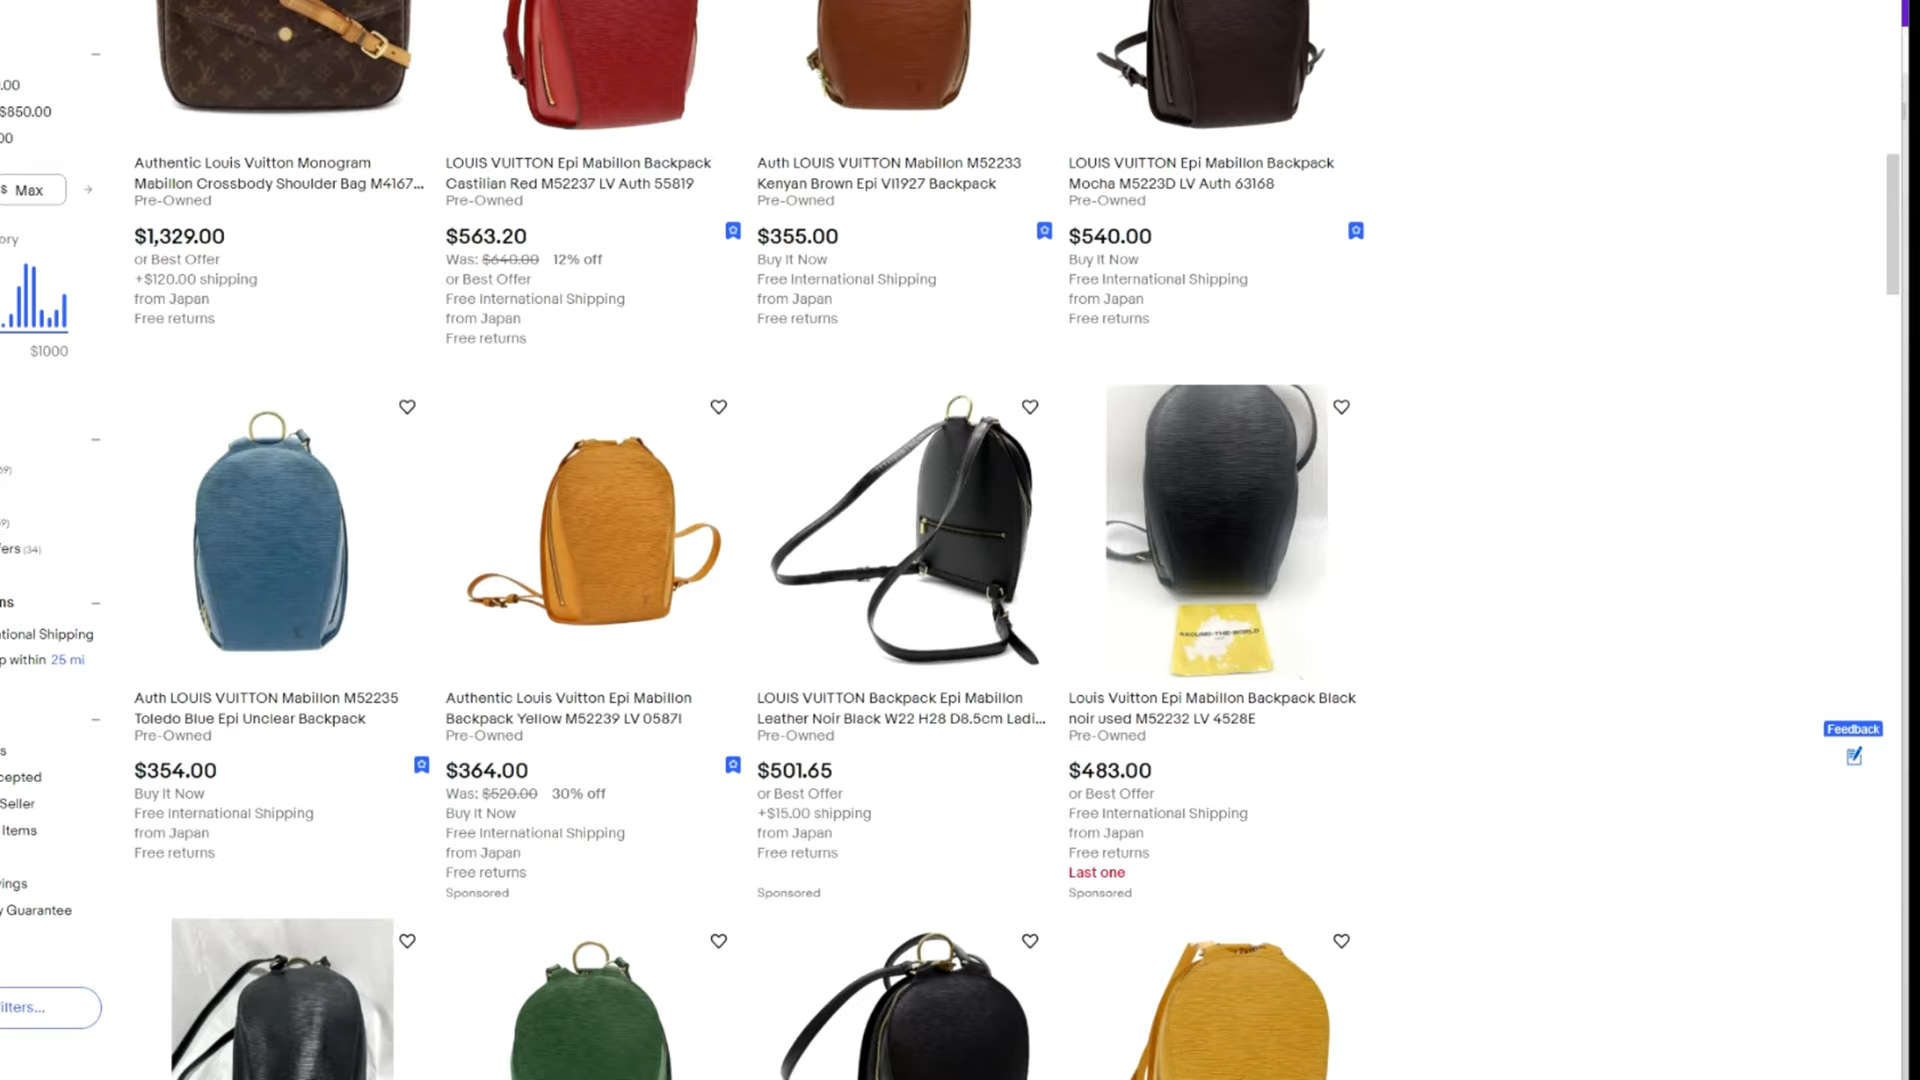 .00
$850.00
00
$ Max
ory
$1000
69)
9)
fers (34)
ns
ational Shipping
p within 25 mi
s
cepted
Seller
Items
ings
y Guarantee
ilters...
Authentic Louis Vuitton Monogram
Mabillon Crossbody Shoulder Bag M4167...
Pre-Owned
$1,329.00
or Best Offer
+$120.00 shipping
from Japan
Free returns
LOUIS VUITTON Epi Mabillon Backpack
Castilian Red M52237 LV Auth 55819
Pre-Owned
$563.20
Was: $640.00 12% off
or Best Offer
Free International Shipping
from Japan
Free returns
Auth LOUIS VUITTON Mabillon M52233
Kenyan Brown Epi VI1927 Backpack
Pre-Owned
$355.00
Buy It Now
Free International Shipping
from Japan
Free returns
LOUIS VUITTON Epi Mabillon Backpack
Mocha M5223D LV Auth 63168
Pre-Owned
$540.00
Buy It Now
Free International Shipping
from Japan
Free returns
Auth LOUIS VUITTON Mabillon M52235
Toledo Blue Epi Unclear Backpack
Pre-Owned
$354.00
Buy It Now
Free International Shipping
from Japan
Free returns
Authentic Louis Vuitton Epi Mabillon
Backpack Yellow M52239 LV 0587I
Pre-Owned
$364.00
Was: $520.00 30% off
Buy It Now
Free International Shipping
from Japan
Free returns
Sponsored
LOUIS VUITTON Backpack Epi Mabillon
Leather Noir Black W22 H28 D8.5cm Ladi...
Pre-Owned
$501.65
or Best Offer
+$15.00 shipping
from Japan
Free returns
Sponsored
AROUND-THE-WORLD
Louis Vuitton Epi Mabillon Backpack Black
noir used M52232 LV 4528E
Pre-Owned
$483.00
or Best Offer
Free International Shipping
from Japan
Free returns
Last one
Sponsored
Feedback